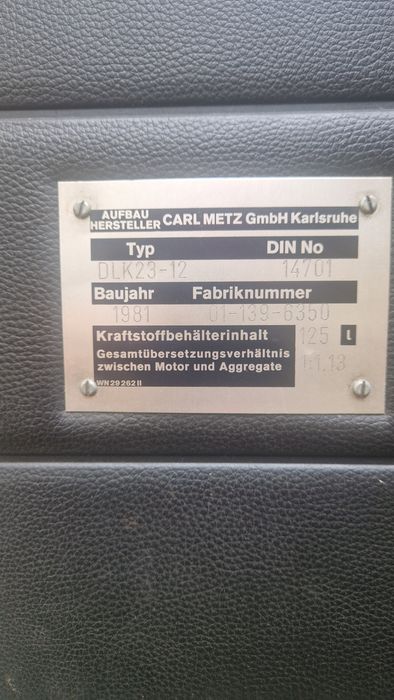 AUFBAU HERSTELLER CARL METZ GmbH Karlsruhe
Typ DIN No
DLK23-12 14701
Baujahr Fabriknummer
1981 01-139-6350
Kraftstoffbehälterinhalt 125 l
Gesamtübersetzungsverhältnis
zwischen Motor und Aggregate 1:1.13
WN 29 262 II